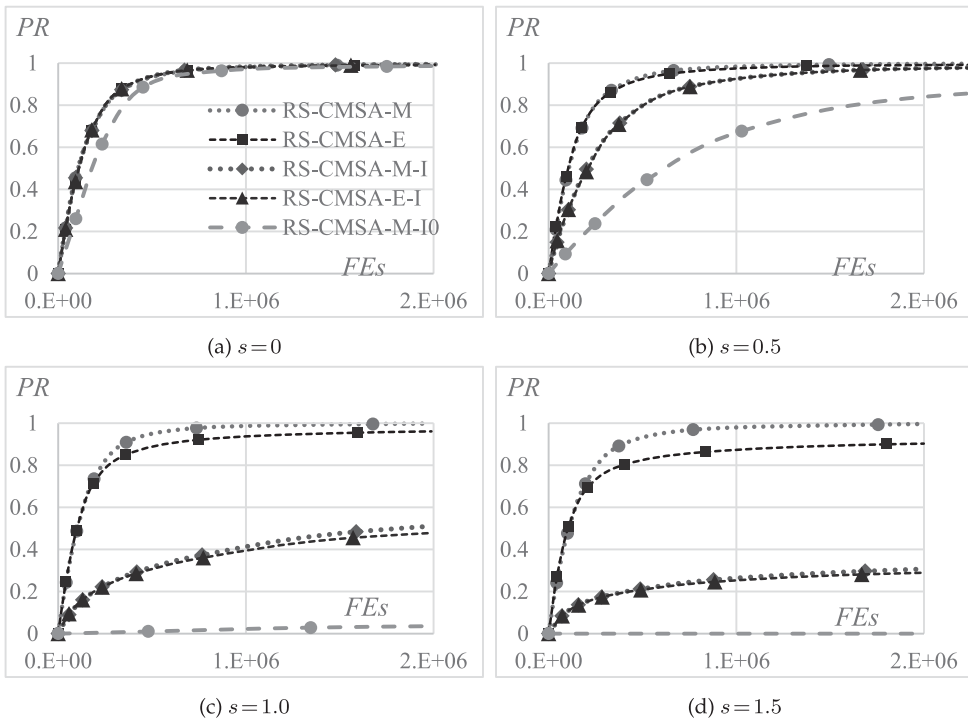 PR
1
0.8
0.6
0.4
0.2
0
RS-CMSA-M
RS-CMSA-E
RS-CMSA-M-I
RS-CMSA-E-I
RS-CMSA-M-I0
FEs
0.E+00 1.E+06 2.E+06
(a) s=0
PR
1
0.8
0.6
0.4
0.2
0
FEs
0.E+00 1.E+06 2.E+06
(b) s=0.5
PR
1
0.8
0.6
0.4
0.2
0
FEs
0.E+00 1.E+06 2.E+06
(c) s=1.0
PR
1
0.8
0.6
0.4
0.2
0
FEs
0.E+00 1.E+06 2.E+06
(d) s=1.5